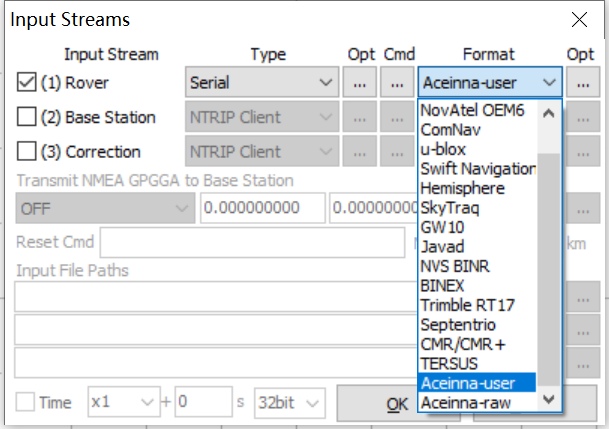 Input Streams
Input Stream Type Opt Cmd Format Opt
(1) Rover Serial ... ... Aceinna-user ...
(2) Base Station NTRIP Client ... ...
(3) Correction NTRIP Client ... ...
Transmit NMEA GPGGA to Base Station
OFF 0.000000000 0.00000000 ...
Reset Cmd km
Input File Paths
...
...
...
Time x1 + 0 s 32bit OK
NovAtel OEM6
ComNav
u-blox
Swift Navigation
Hemisphere
SkyTraq
GW10
Javad
NVS BINR
BINEX
Trimble RT17
Septentrio
CMR/CMR+
TERSUS
Aceinna-user
Aceinna-raw